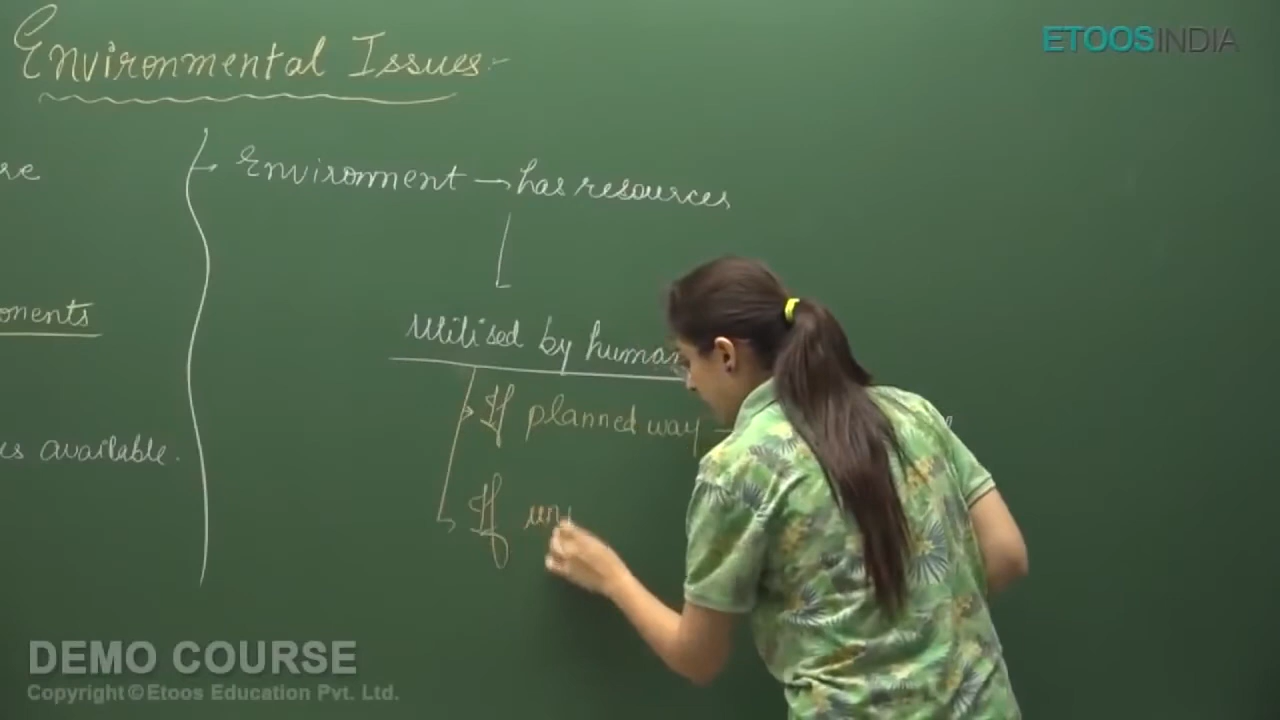 Environmental Issues:-
ETOOSINDIA
re
Environment → has resources
onents
Utilised by human
If planned way –
es available.
If un
DEMO COURSE
Copyright © Etoos Education Pvt. Ltd.